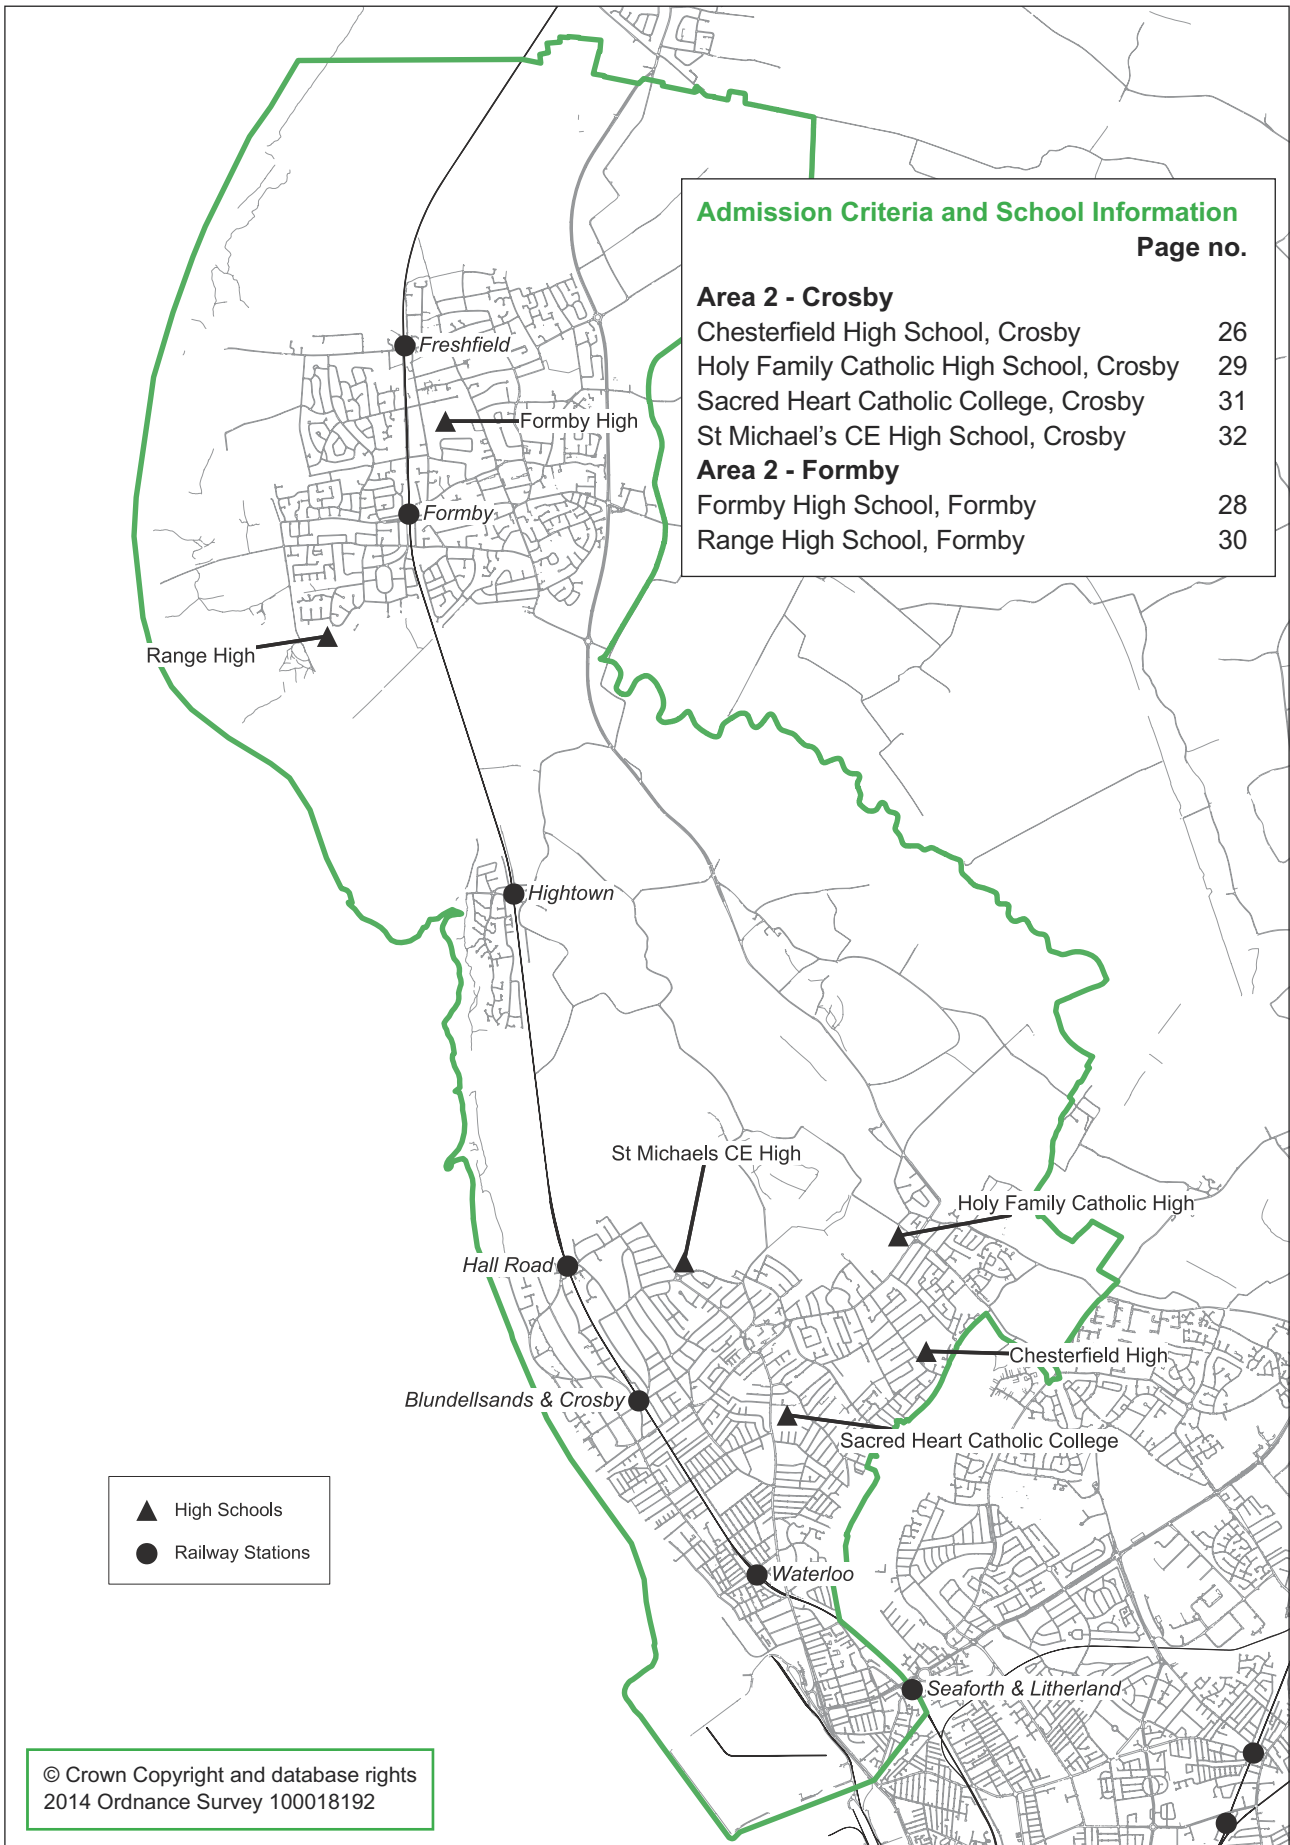 Admission Criteria and School Information
Page no.
Area 2 - Crosby
Chesterfield High School, Crosby 26
Holy Family Catholic High School, Crosby 29
Sacred Heart Catholic College, Crosby 31
St Michael's CE High School, Crosby 32
Area 2 - Formby
Formby High School, Formby 28
Range High School, Formby 30
Freshfield
Formby High
Formby
Range High
Hightown
St Michaels CE High
Holy Family Catholic High
Hall Road
Chesterfield High
Blundellsands & Crosby
Sacred Heart Catholic College
High Schools
Railway Stations
Waterloo
Seaforth & Litherland
© Crown Copyright and database rights
2014 Ordnance Survey 100018192